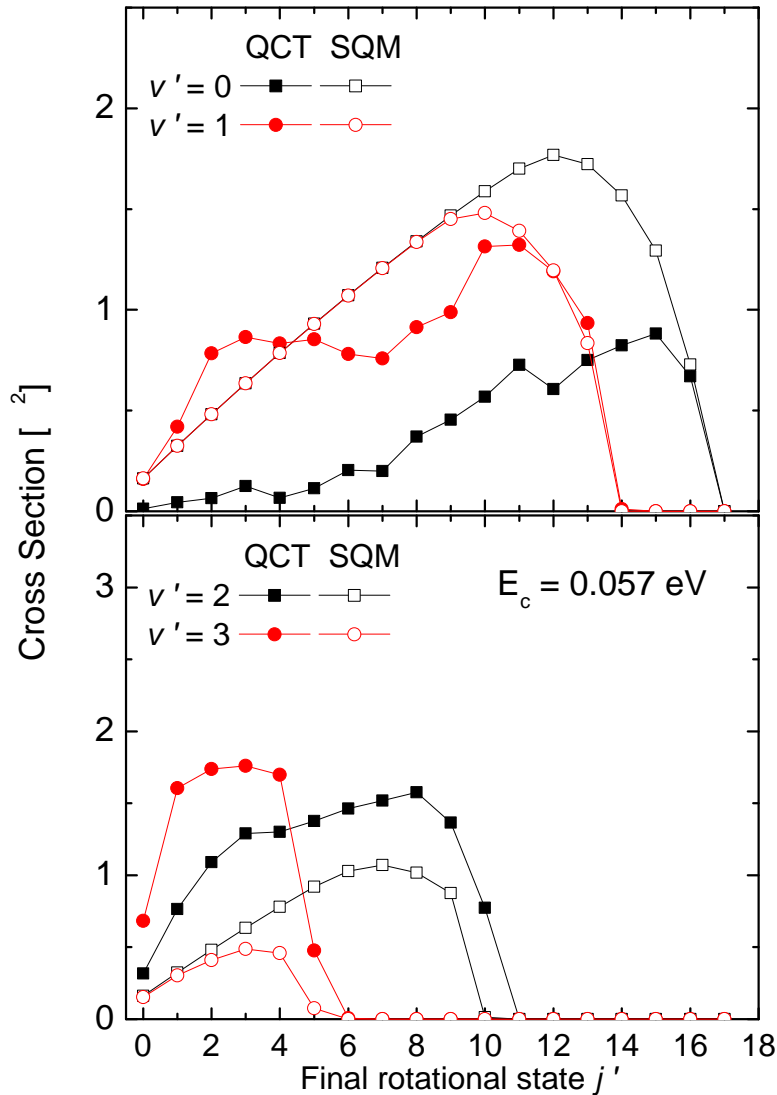 QCT SQM
v ' = 0
v ' = 1
2
1
0
Cross Section [ ²]
QCT SQM
v ' = 2
v ' = 3
E_c = 0.057 eV
3
2
1
0
0 2 4 6 8 10 12 14 16 18
Final rotational state j '